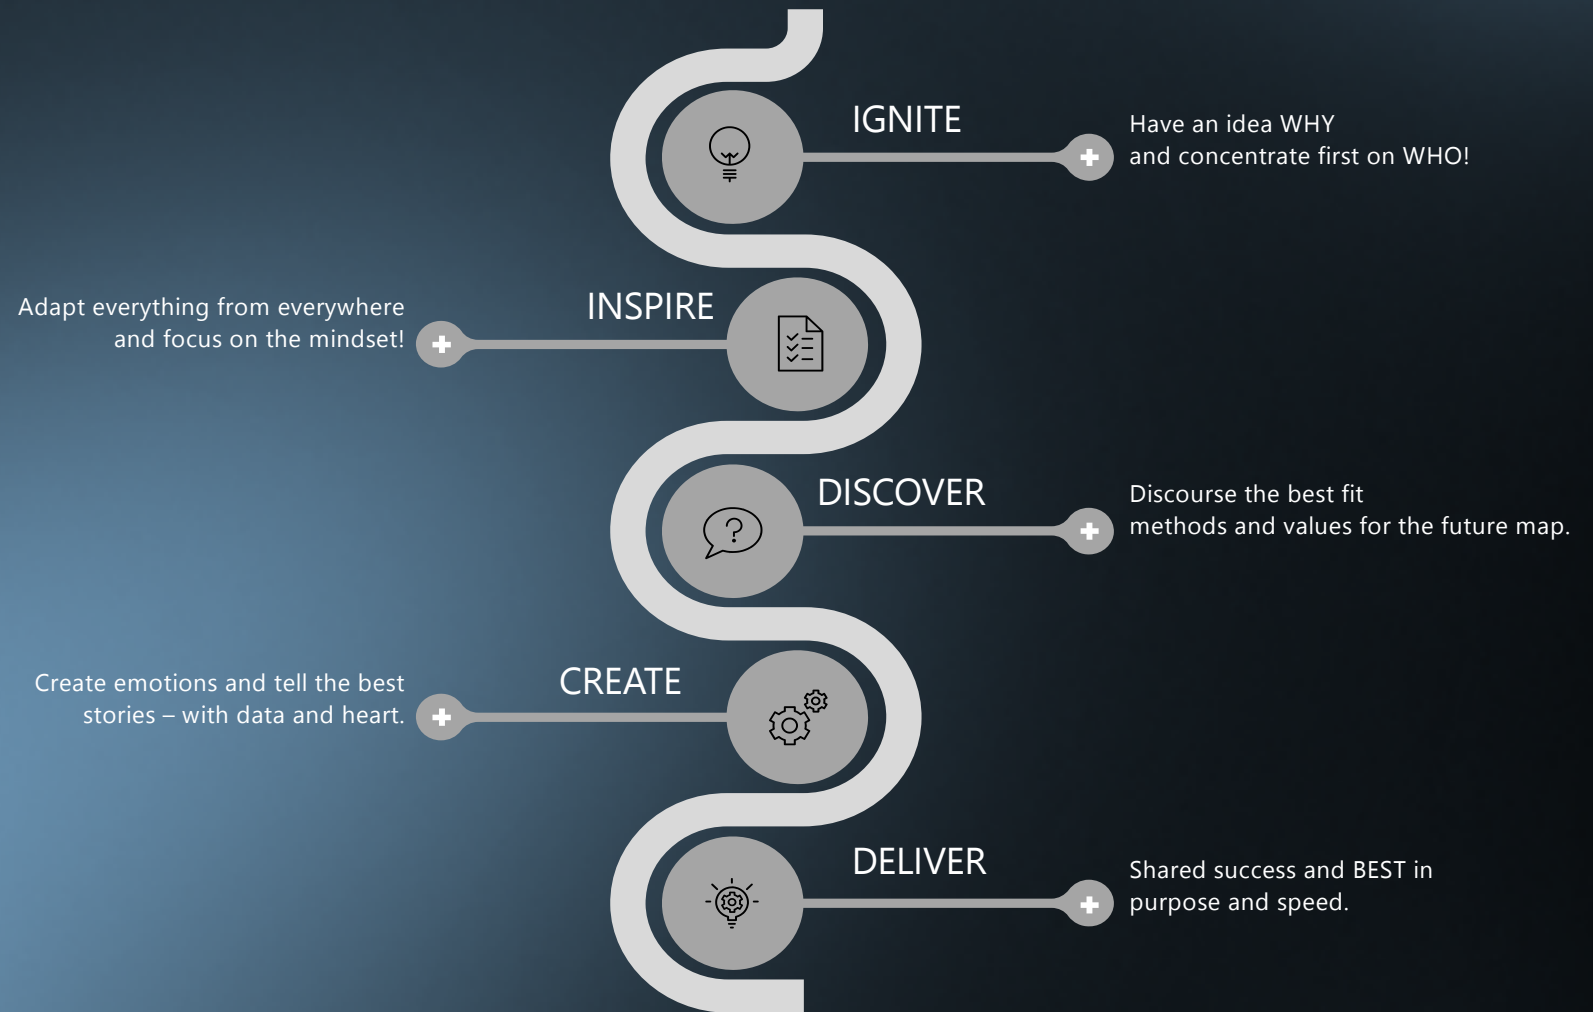 IGNITE
Have an idea WHY
and concentrate first on WHO!
INSPIRE
Adapt everything from everywhere
and focus on the mindset!
DISCOVER
Discourse the best fit
methods and values for the future map.
CREATE
Create emotions and tell the best
stories – with data and heart.
DELIVER
Shared success and BEST in
purpose and speed.